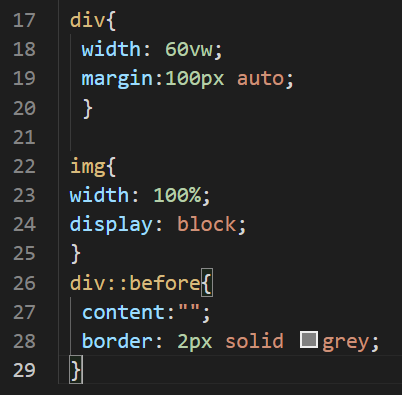 17 div{
18 width: 60vw;
19 margin:100px auto;
20 }
21
22 img{
23 width: 100%;
24 display: block;
25 }
26 div::before{
27 content:"";
28 border: 2px solid grey;
29 }